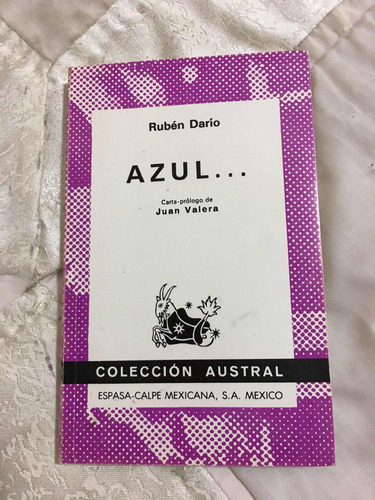 Rubén Darío
AZUL...
Carta-prólogo de
Juan Valera
COLECCIÓN AUSTRAL
ESPASA-CALPE MEXICANA, S.A. MEXICO